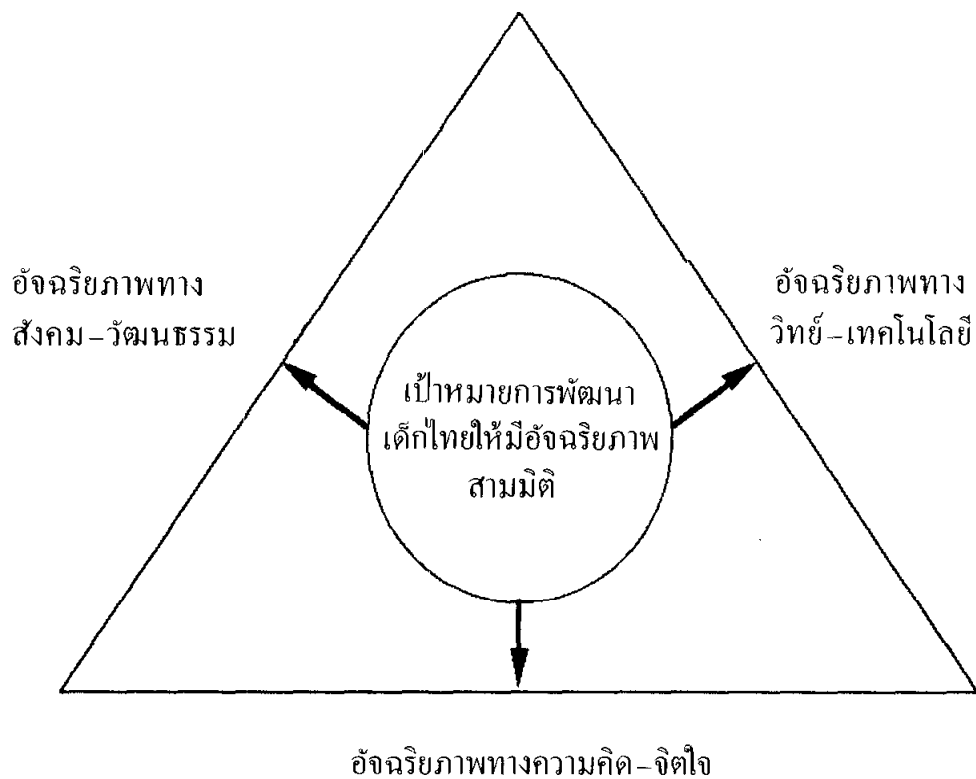 อัจฉริยภาพทาง
สังคม-วัฒนธรรม
อัจฉริยภาพทาง
วิทย์-เทคโนโลยี
เป้าหมายการพัฒนา
เด็กไทยให้มีอัจฉริยภาพ
สามมิติ
อัจฉริยภาพทางความคิด-จิตใจ